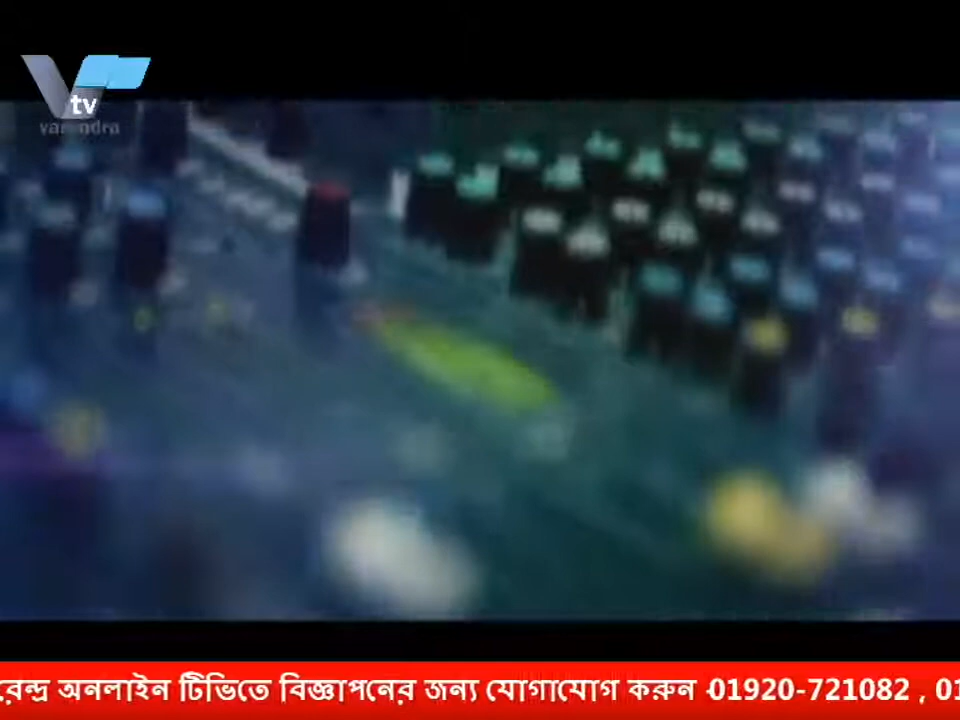 tv
varendra
রেন্দ্র অনলাইন টিভিতে বিজ্ঞাপনের জন্য যোগাযোগ করুন -01920-721082 , 01